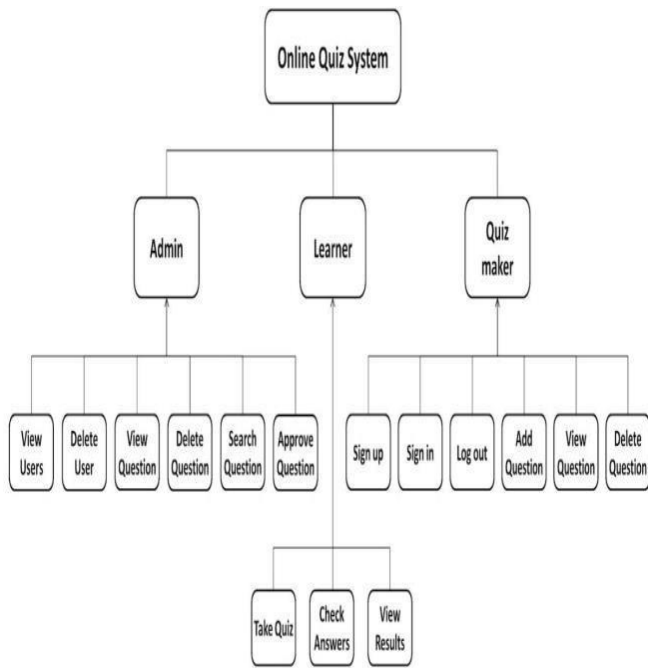 Online Quiz System
Admin
Learner
Quiz
maker
View
Users
Delete
User
View
Question
Delete
Question
Search
Question
Approve
Question
Sign up
Sign in
Log out
Add
Question
View
Question
Delete
Question
Take Quiz
Check
Answers
View
Results